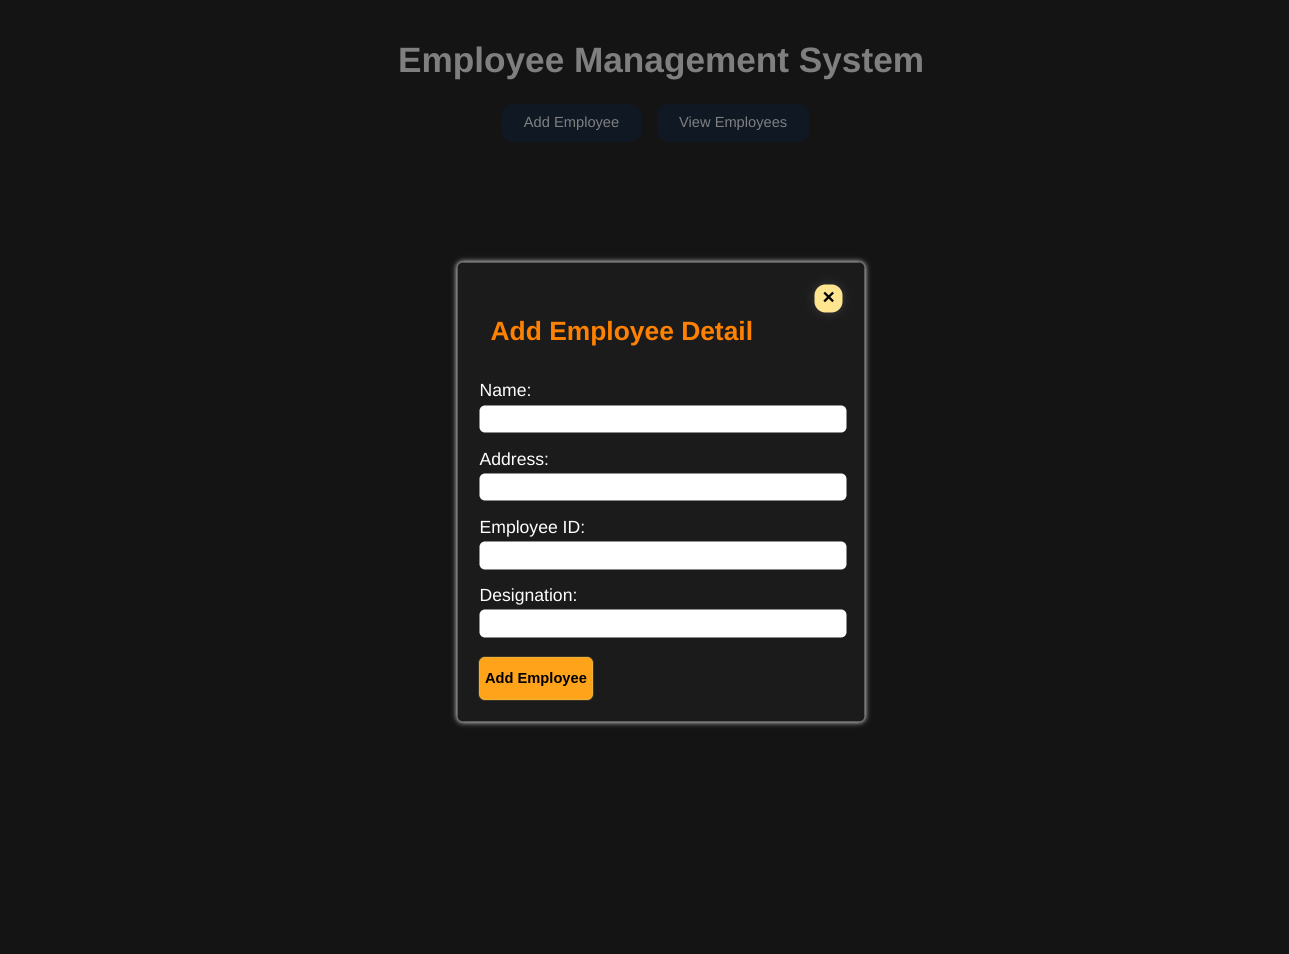 Employee Management System
Add Employee View Employees
×
Add Employee Detail
Name:
Address:
Employee ID:
Designation:
Add Employee